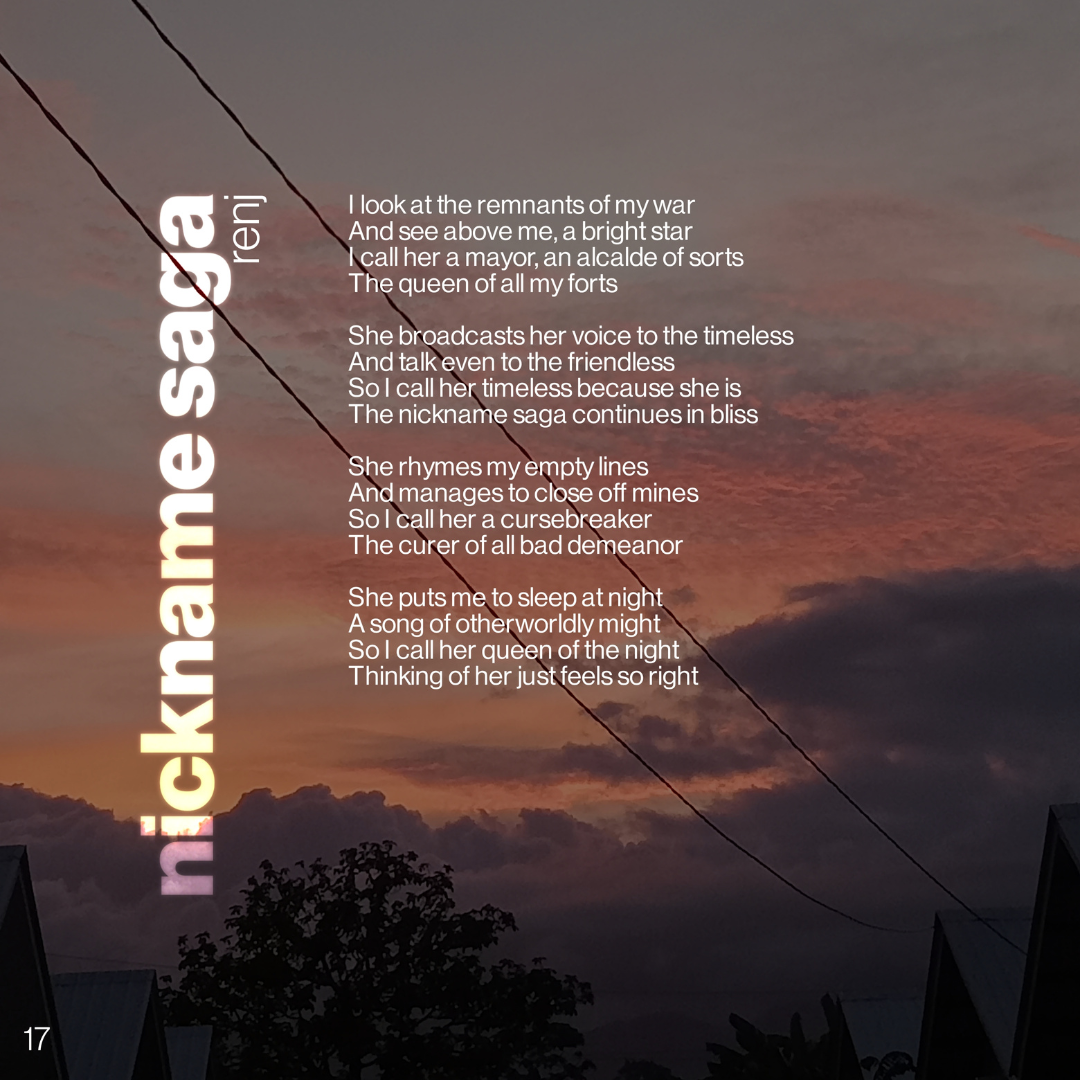 nickname saga
renj
I look at the remnants of my war
And see above me, a bright star
I call her a mayor, an alcalde of sorts
The queen of all my forts
She broadcasts her voice to the timeless
And talk even to the friendless
So I call her timeless because she is
The nickname saga continues in bliss
She rhymes my empty lines
And manages to close off mines
So I call her a cursebreaker
The curer of all bad demeanor
She puts me to sleep at night
A song of otherworldly might
So I call her queen of the night
Thinking of her just feels so right
17